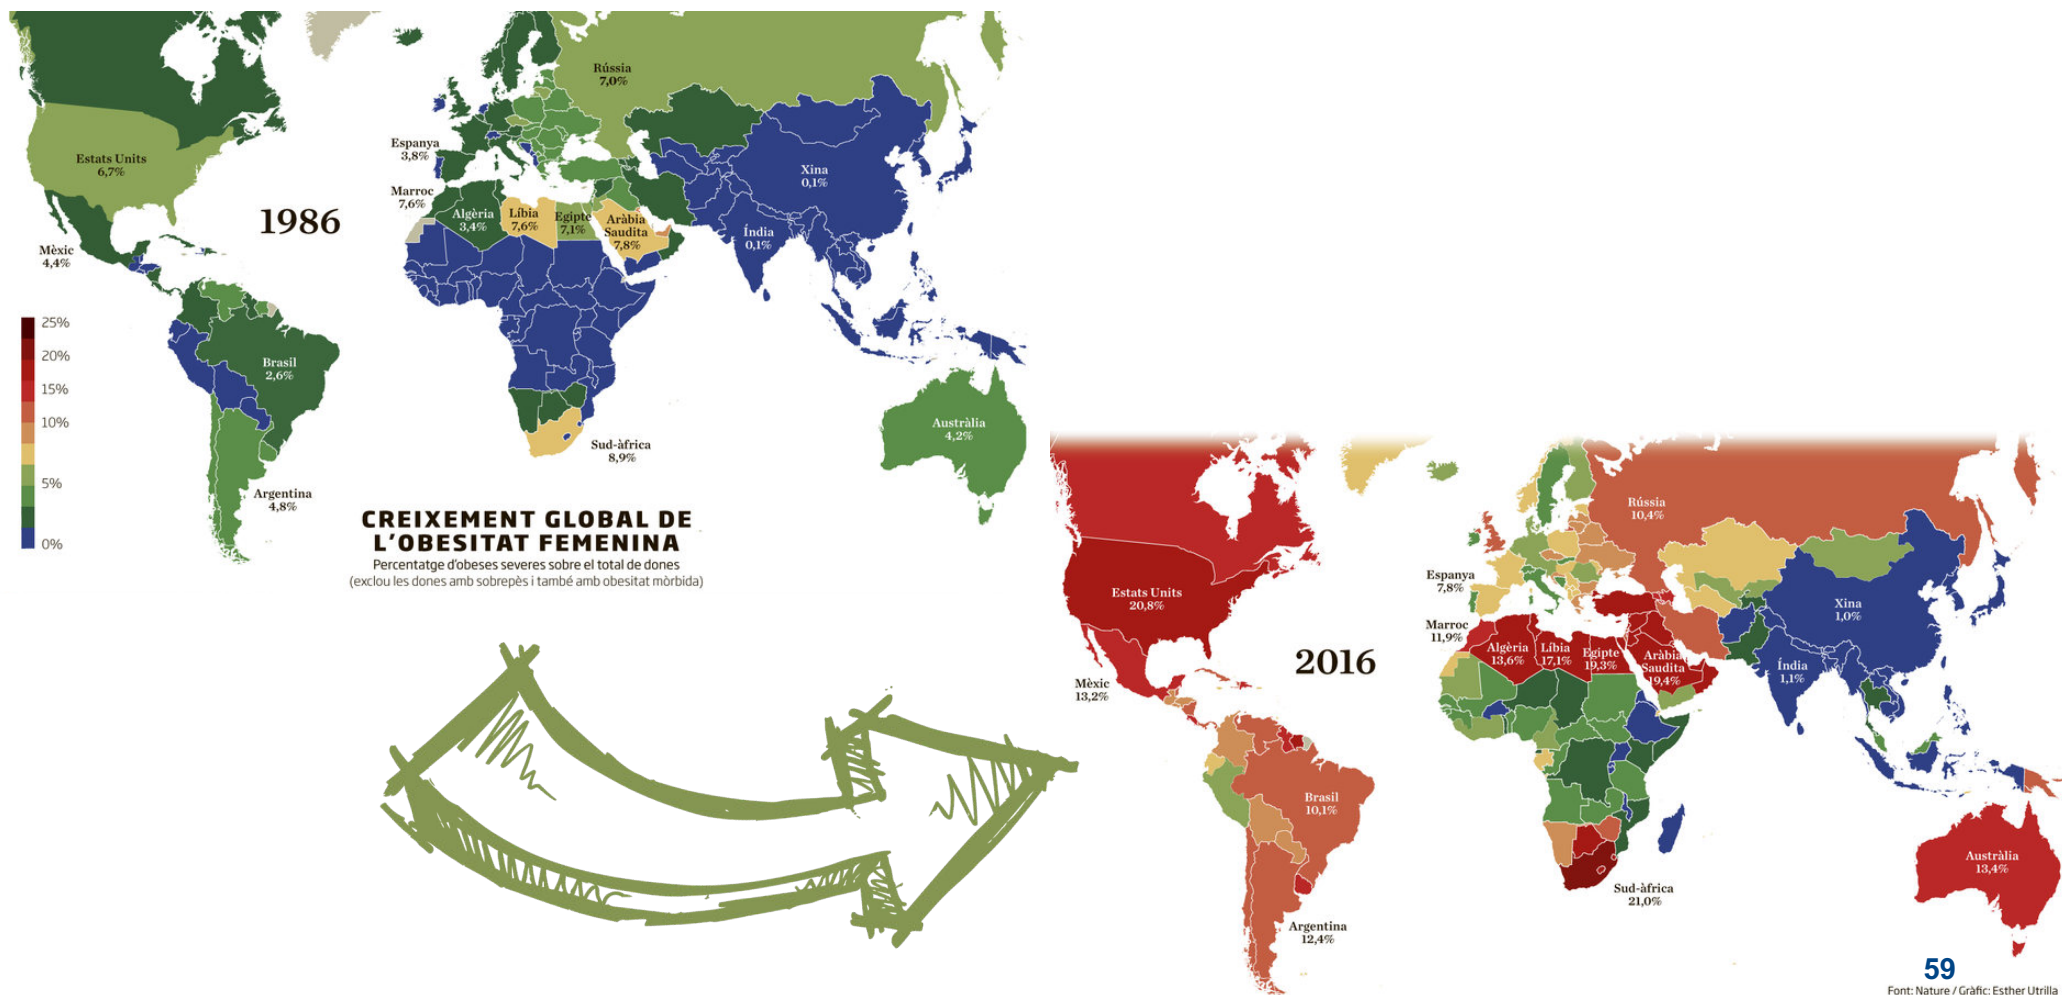 Rússia
7,0%
Estats Units
6,7%
Espanya
3,8%
Marroc
7,6%
Algèria
3,4%
Líbia
7,6%
Egipte
7,1%
Aràbia
Saudita
7,8%
Xina
0,1%
Índia
0,1%
1986
Mèxic
4,4%
25%
20%
15%
10%
5%
0%
Brasil
2,6%
Argentina
4,8%
Sud-àfrica
8,9%
Austràlia
4,2%
CREIXEMENT GLOBAL DE
L'OBESITAT FEMENINA
Percentatge d'obeses severes sobre el total de dones
(exclou les dones amb sobrepès i també amb obesitat mòrbida)
Rússia
10,4%
Estats Units
20,8%
Espanya
7,8%
Marroc
11,9%
Algèria
13,6%
Líbia
17,1%
Egipte
19,3%
Aràbia
Saudita
19,4%
Xina
1,0%
Índia
1,1%
2016
Mèxic
13,2%
Brasil
10,1%
Argentina
12,4%
Sud-àfrica
21,0%
Austràlia
13,4%
59
Font: Nature / Gràfic: Esther Utrilla